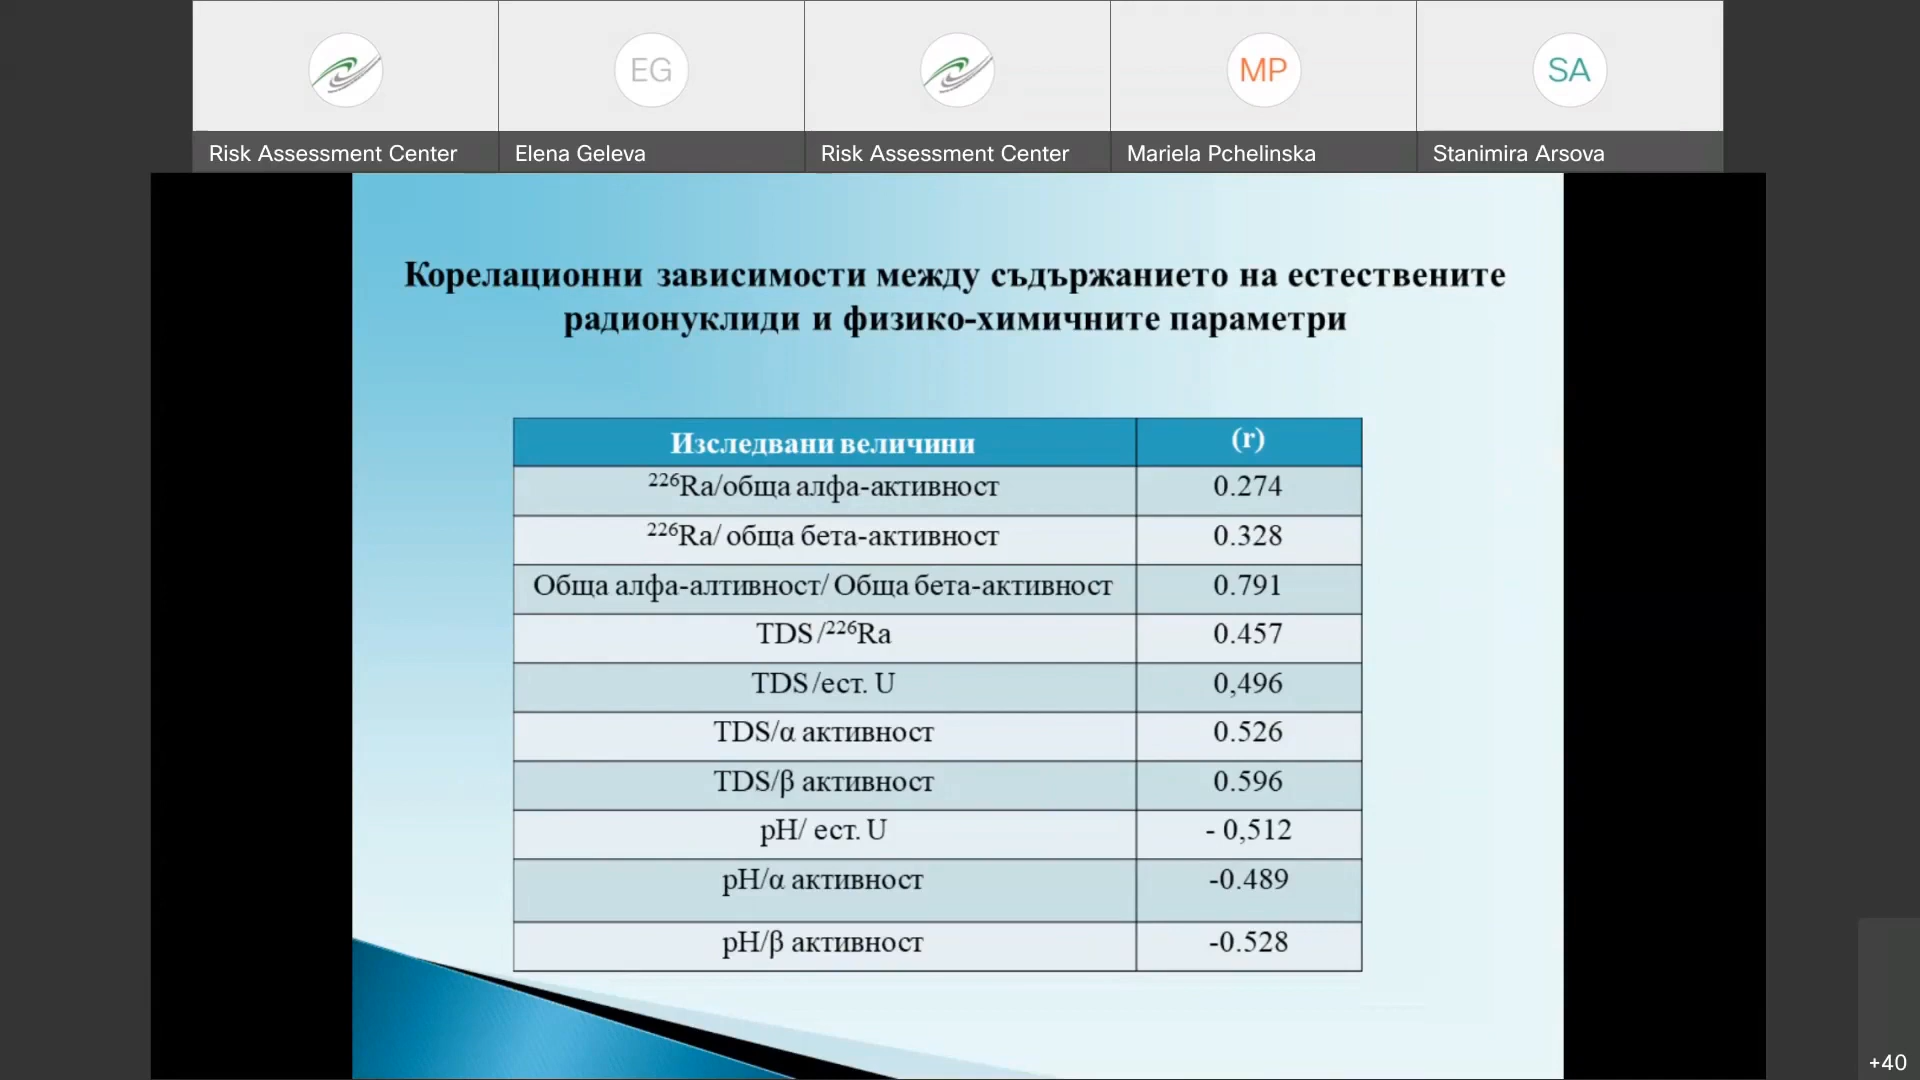 EG
MP
SA
Risk Assessment Center
Elena Geleva
Risk Assessment Center
Mariela Pchelinska
Stanimira Arsova
Корелационни зависимости между съдържанието на естествените
радионуклиди и физико-химичните параметри
Изследвани величини (r)
²²⁶Ra/обща алфа-активност 0.274
²²⁶Ra/ обща бета-активност 0.328
Обща алфа-алтивност/ Обща бета-активност 0.791
TDS /²²⁶Ra 0.457
TDS /ест. U 0,496
TDS/α активност 0.526
TDS/β активност 0.596
pH/ ест. U - 0,512
pH/α активност -0.489
pH/β активност -0.528
+40